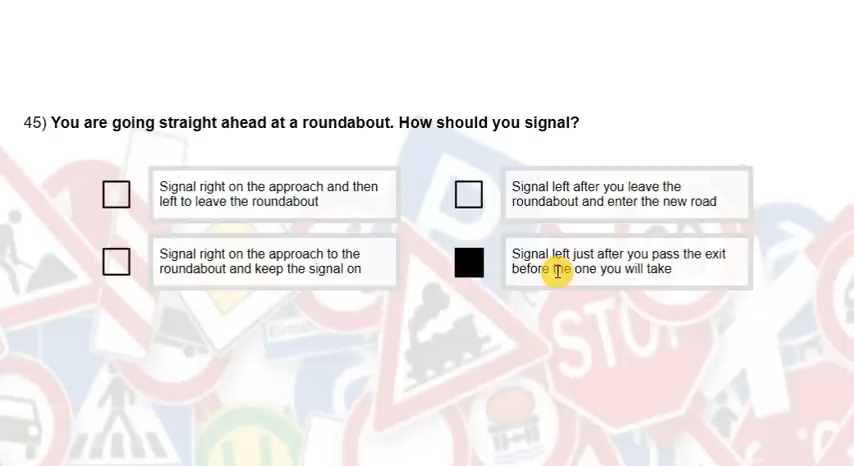 45) You are going straight ahead at a roundabout. How should you signal?
Signal right on the approach and then
left to leave the roundabout
Signal left after you leave the
roundabout and enter the new road
Signal right on the approach to the
roundabout and keep the signal on
Signal left just after you pass the exit
before the one you will take
STOP